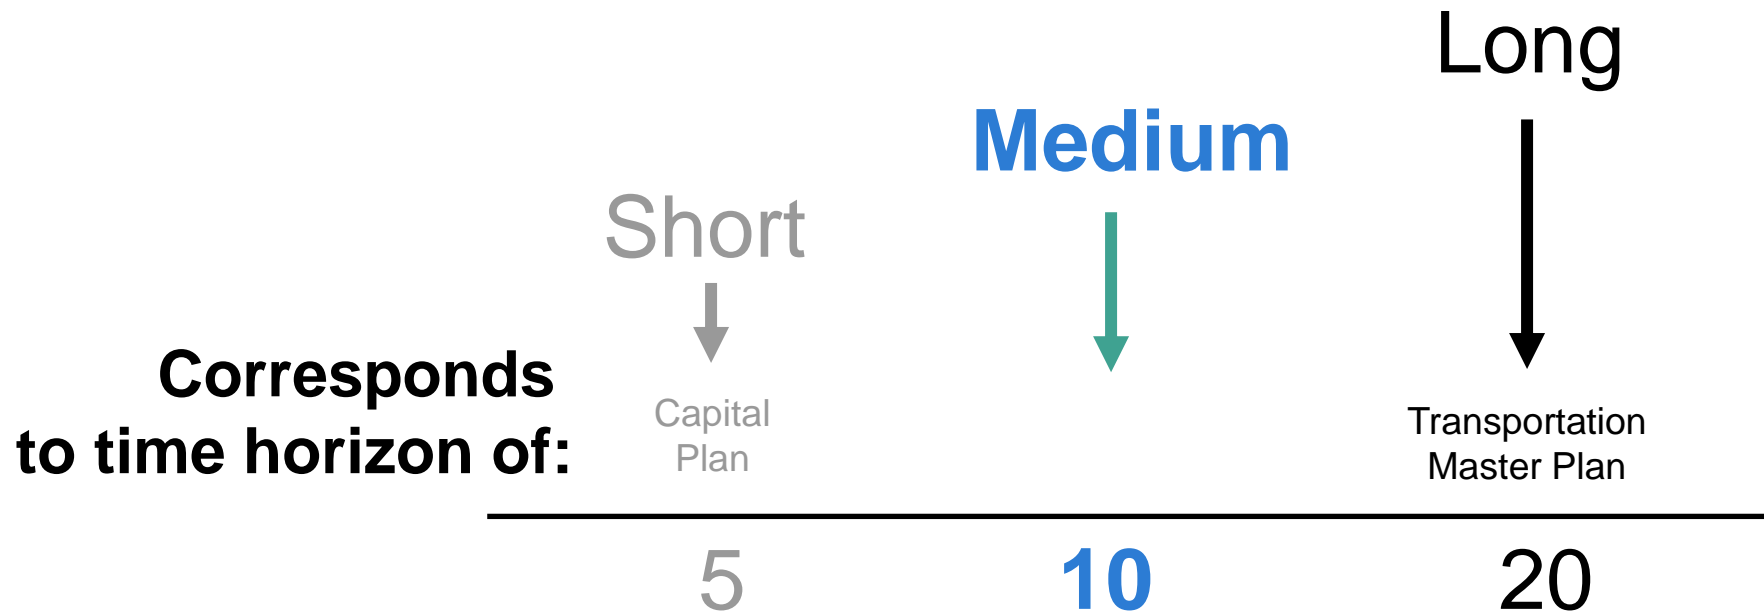 Long
Medium
Short
Corresponds
to time horizon of:
Capital
Plan
Transportation
Master Plan
5
10
20